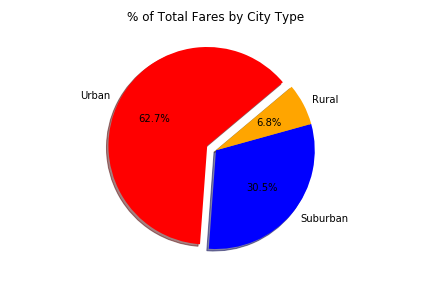 % of Total Fares by City Type
Urban
62.7%
Rural
6.8%
30.5%
Suburban